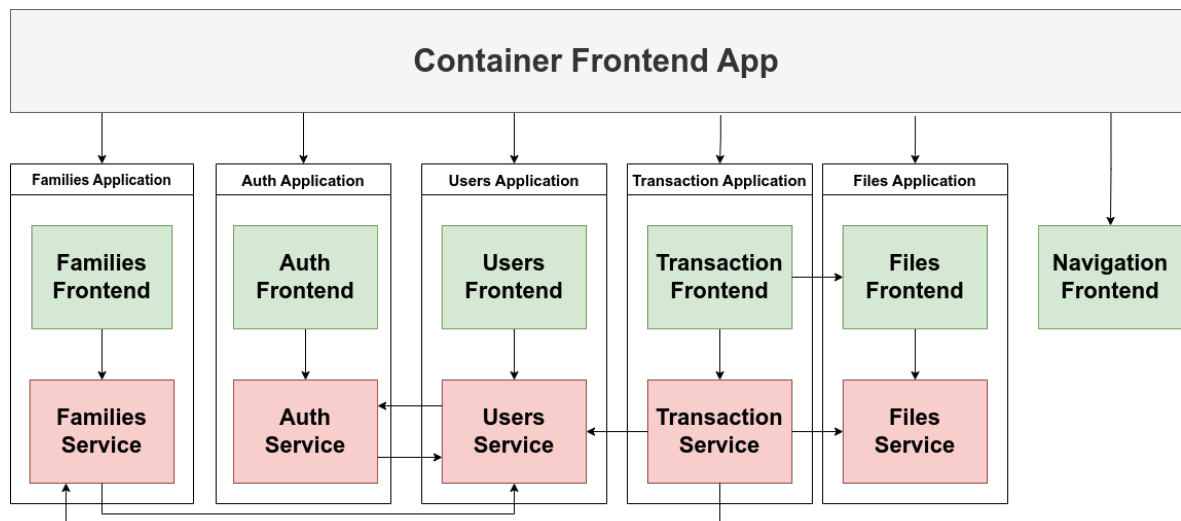 Container Frontend App
Families Application
Auth Application
Users Application
Transaction Application
Files Application
Families
Frontend
Auth
Frontend
Users
Frontend
Transaction
Frontend
Files
Frontend
Navigation
Frontend
Families
Service
Auth
Service
Users
Service
Transaction
Service
Files
Service